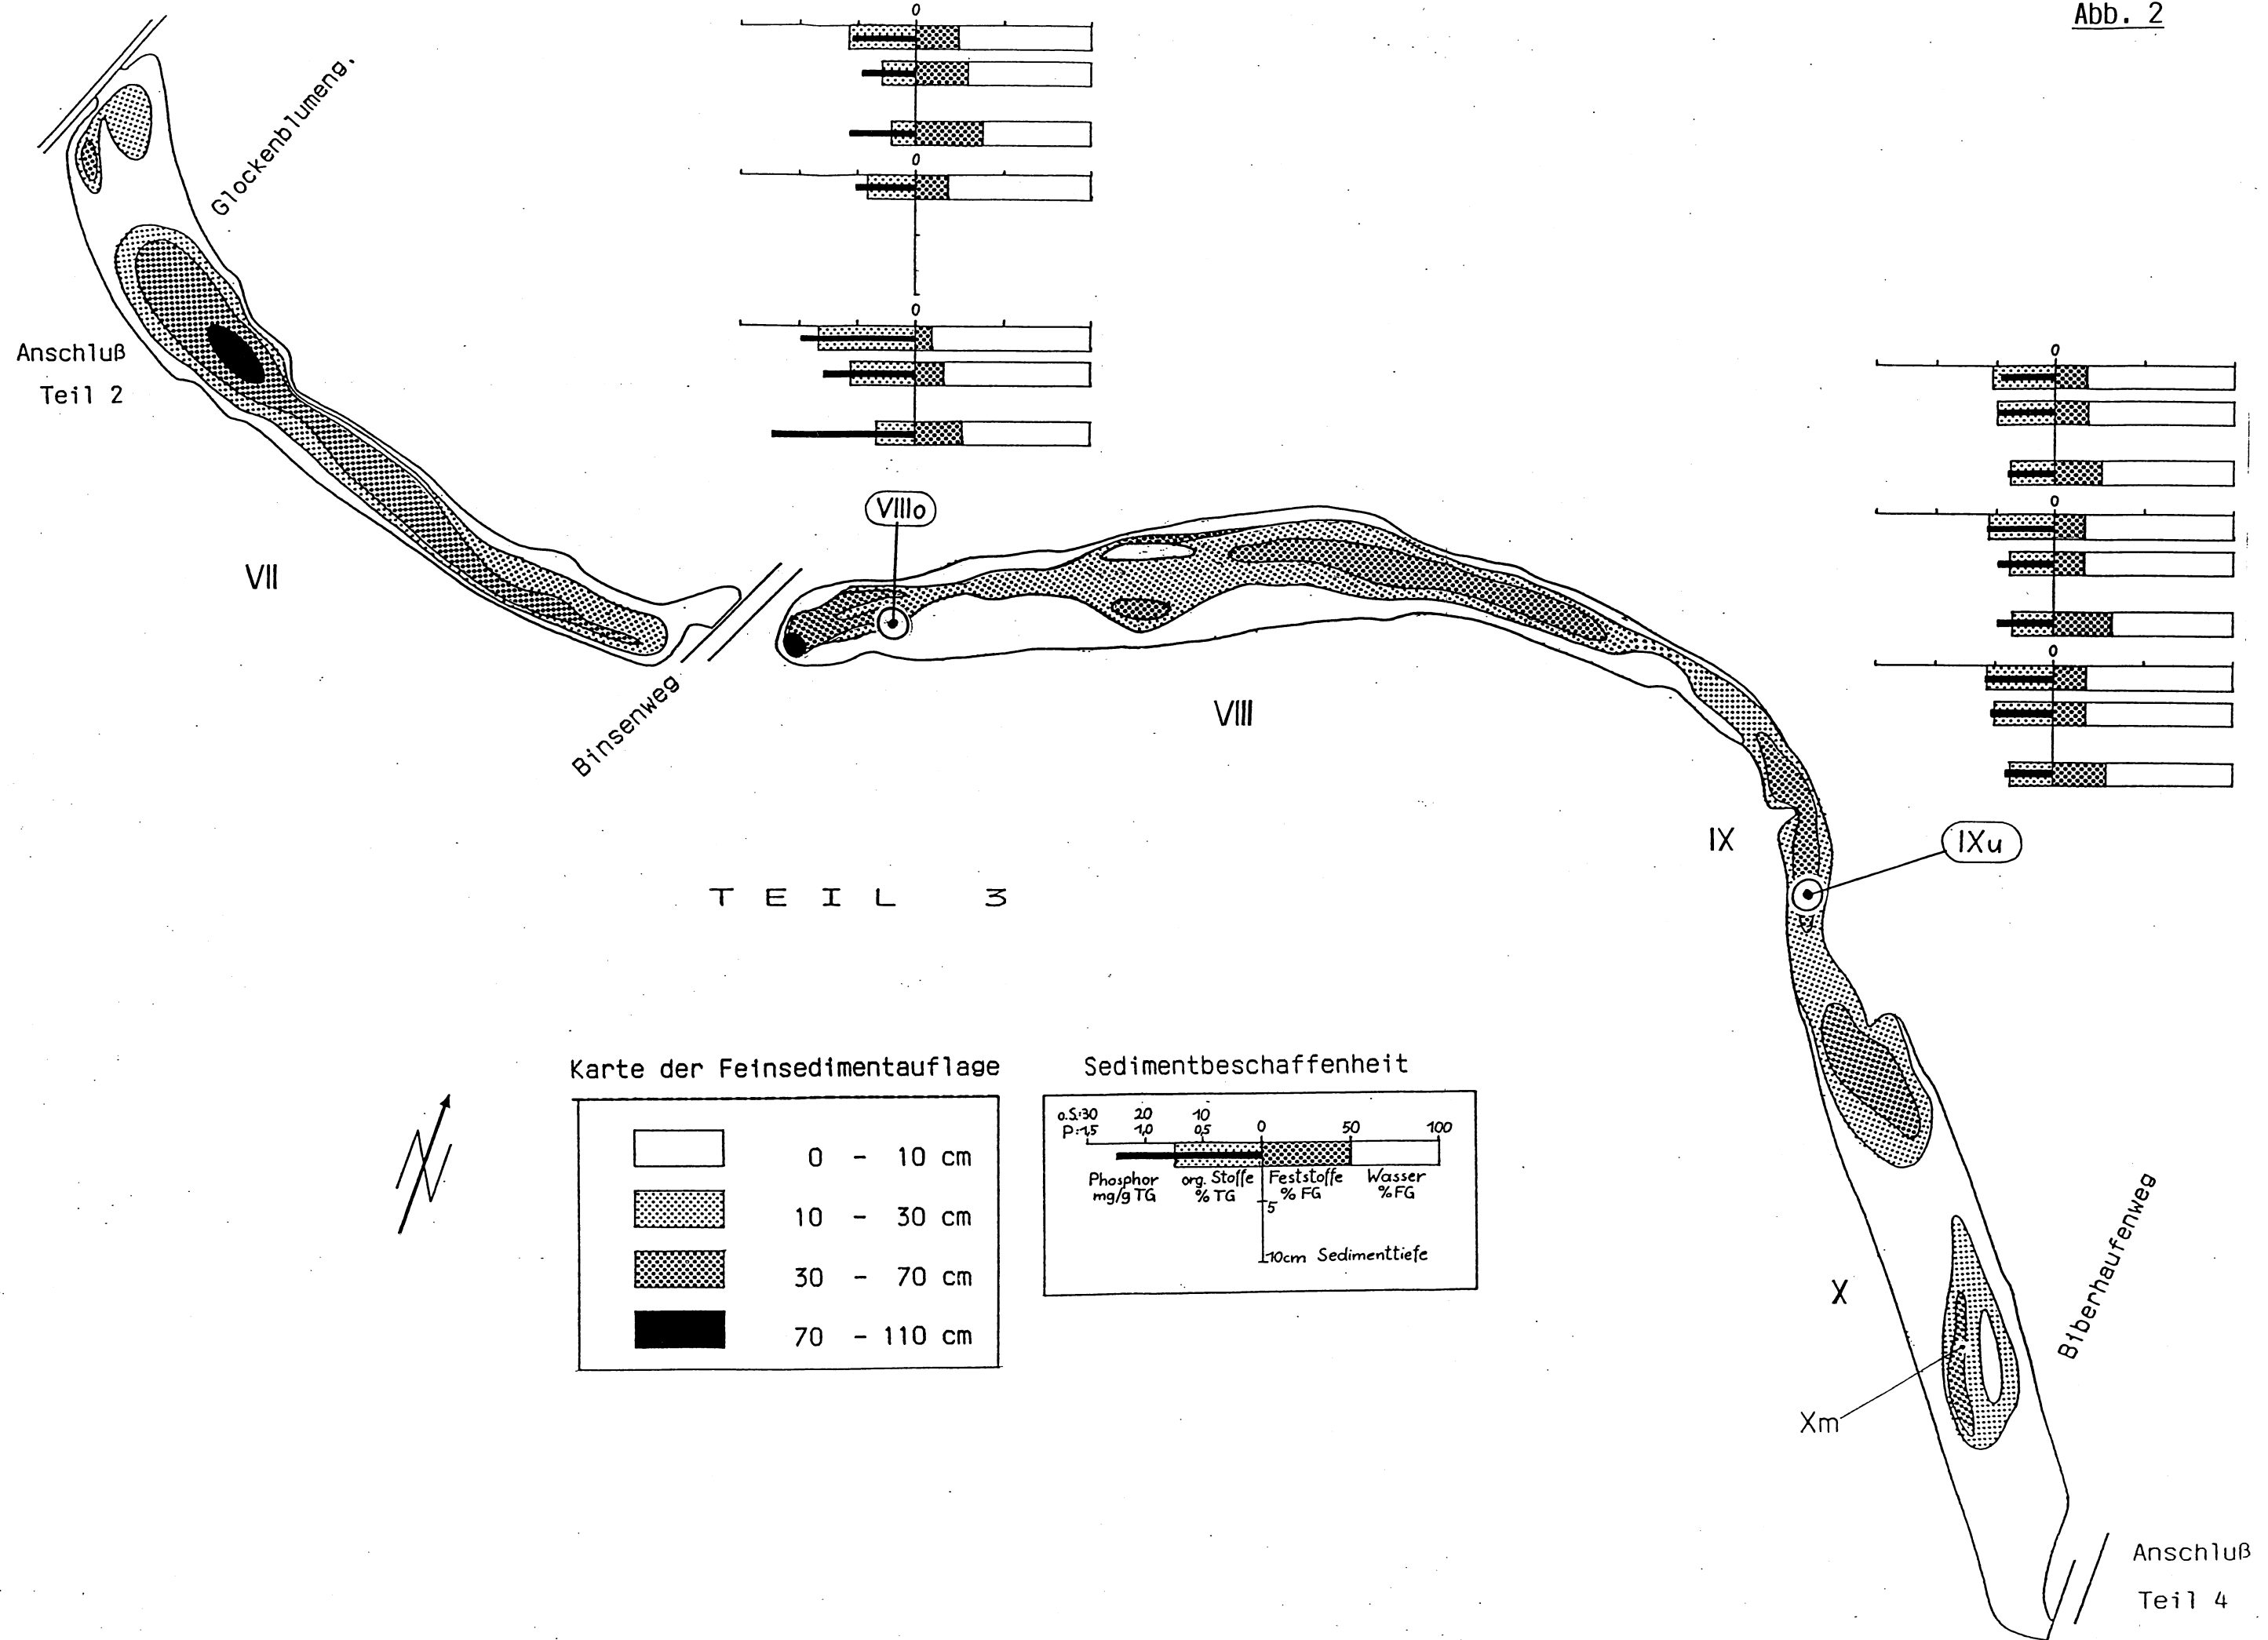 Abb. 2
0
0
0
Glockenblumeng.
Anschluß
Teil 2
0
0
0
VIIIo
VII
Binsenweg
VIII
IX
IXu
TEIL 3
Karte der Feinsedimentauflage
0 - 10 cm
10 - 30 cm
30 - 70 cm
70 - 110 cm
Sedimentbeschaffenheit
o.S.:30 20 10
P:1,5 1,0 0,5 0 50 100
Phosphor org. Stoffe Feststoffe Wasser
mg/g TG % TG % FG % FG
5
10cm Sedimenttiefe
X
Biberhaufenweg
Xm
Anschluß
Teil 4